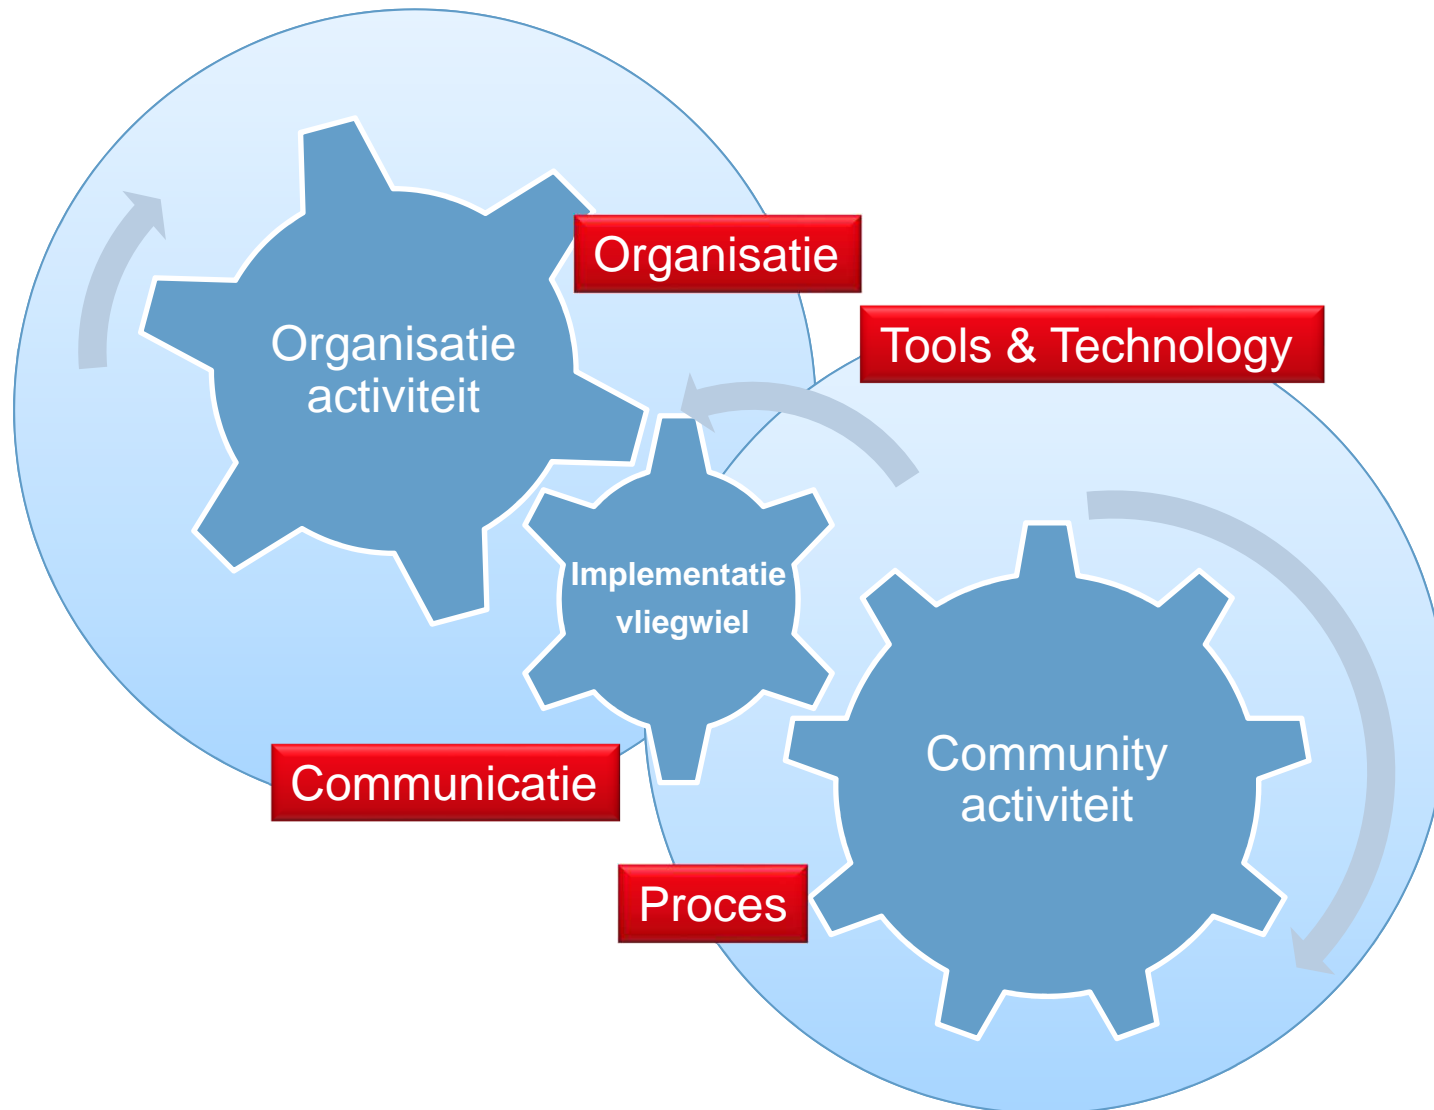 Organisatie
Tools & Technology
Organisatie
activiteit
Implementatie
vliegwiel
Community
activiteit
Communicatie
Proces